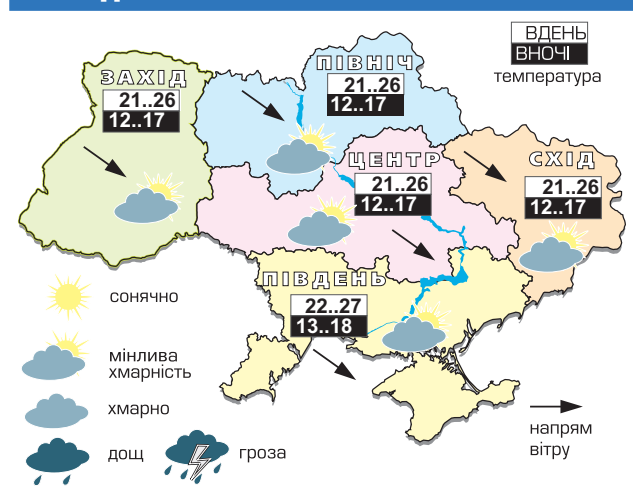 ВДЕНЬ
ВНОЧІ
температура
ЗАХІД
21..26
12..17
ПІВНІЧ
21..26
12..17
ЦЕНТР
21..26
12..17
СХІД
21..26
12..17
ПІВДЕНЬ
22..27
13..18
сонячно
мінлива
хмарність
хмарно
дощ
гроза
напрям
вітру